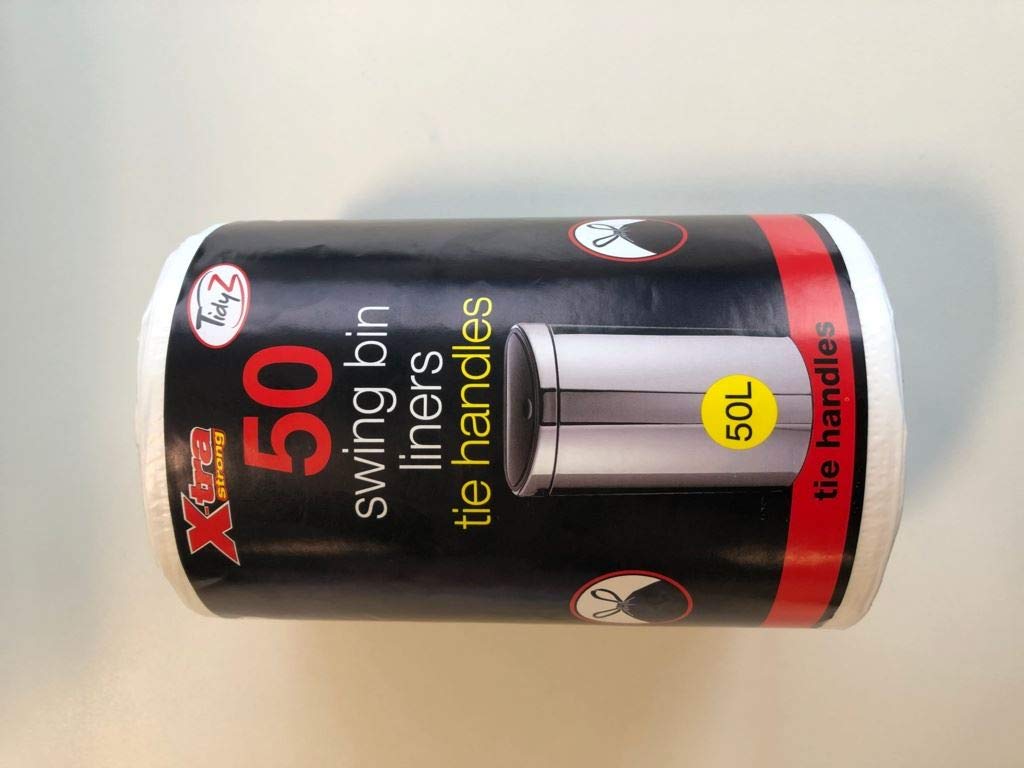 TidyZ
X-tra
strong
50
swing bin
liners
tie handles
50L
tie handles